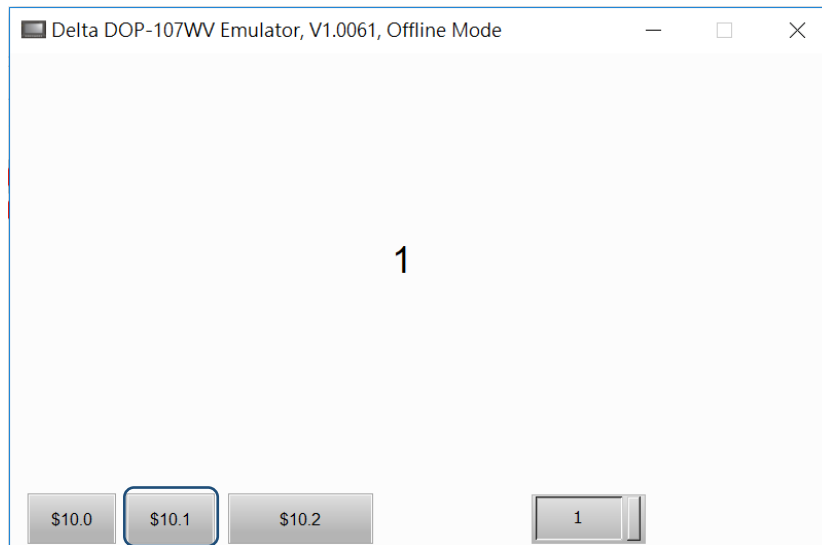 Delta DOP-107WV Emulator, V1.0061, Offline Mode
1
$10.0 $10.1 $10.2 1